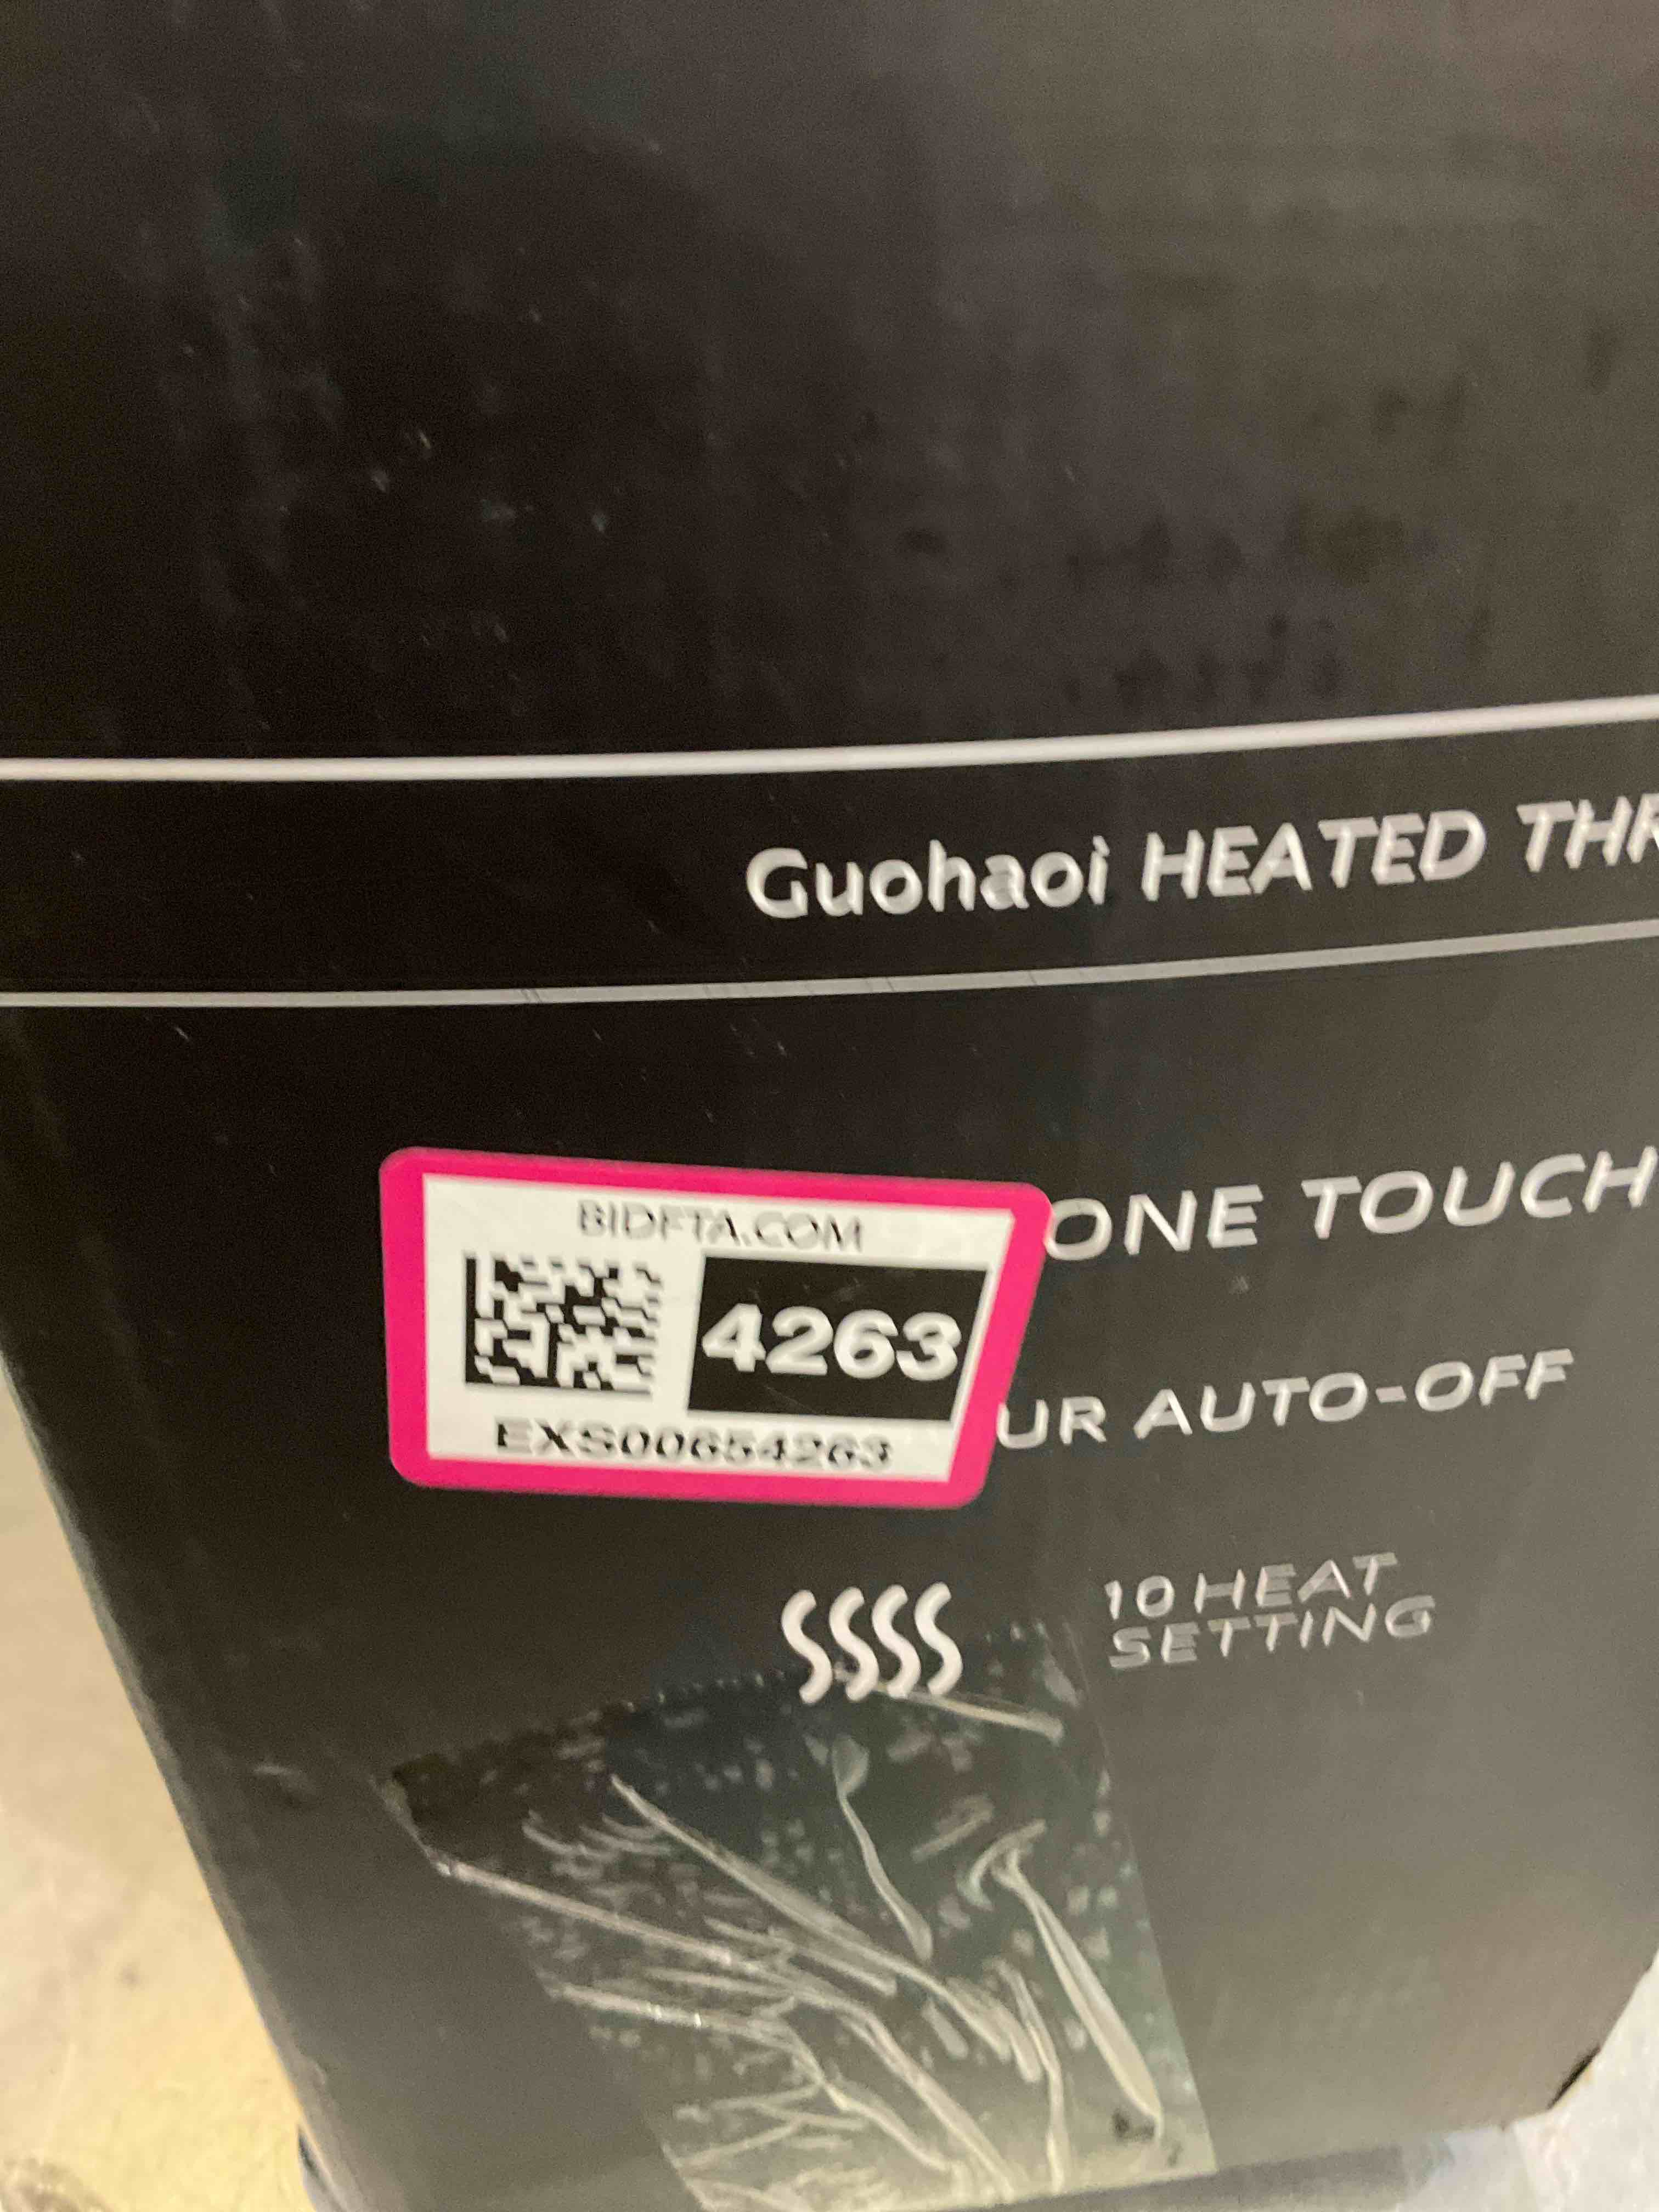 Guohaoi HEATED THR
BIDFTA.COM
4263
EXS00654263
ONE TOUCH
UR AUTO-OFF
10 HEAT
SETTING